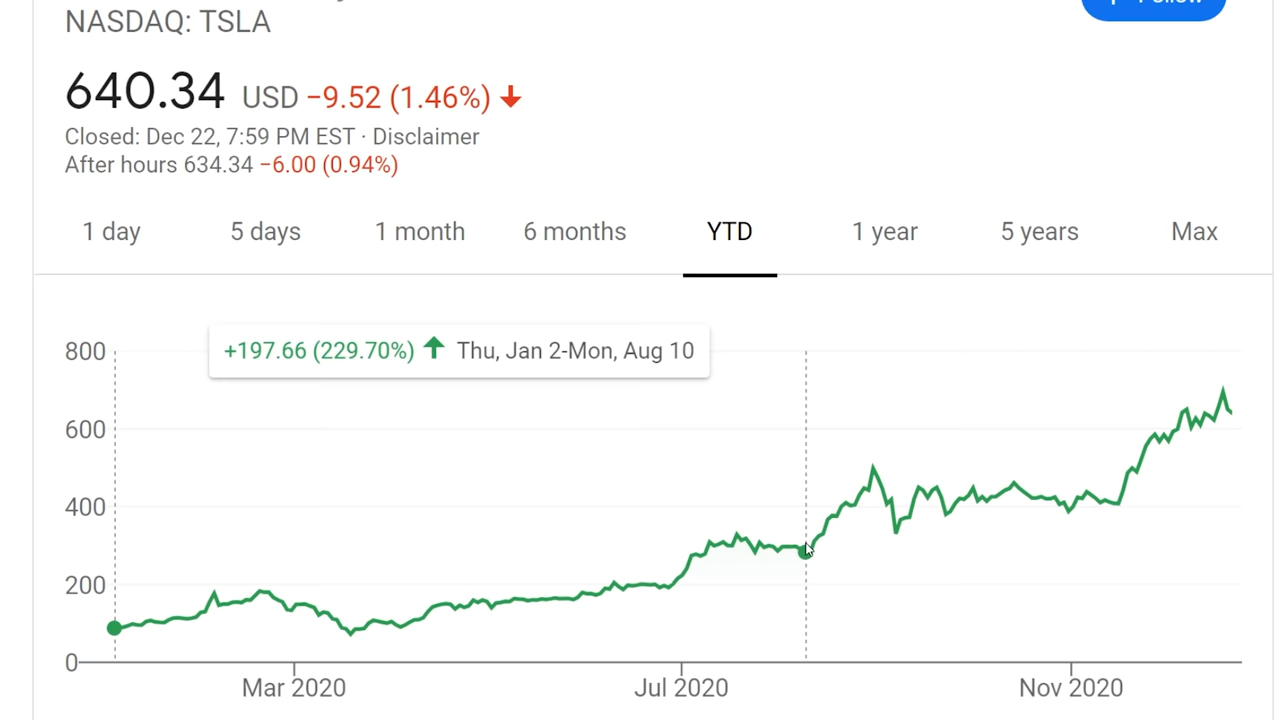 NASDAQ: TSLA
640.34 USD −9.52 (1.46%)
Closed: Dec 22, 7:59 PM EST · Disclaimer
After hours 634.34 −6.00 (0.94%)
1 day 5 days 1 month 6 months YTD 1 year 5 years Max
+197.66 (229.70%) Thu, Jan 2-Mon, Aug 10
800
600
400
200
0
Mar 2020 Jul 2020 Nov 2020